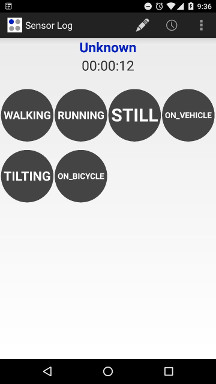 9:36
Sensor Log
Unknown
00:00:12
WALKING RUNNING STILL ON_VEHICLE
TILTING ON_BICYCLE